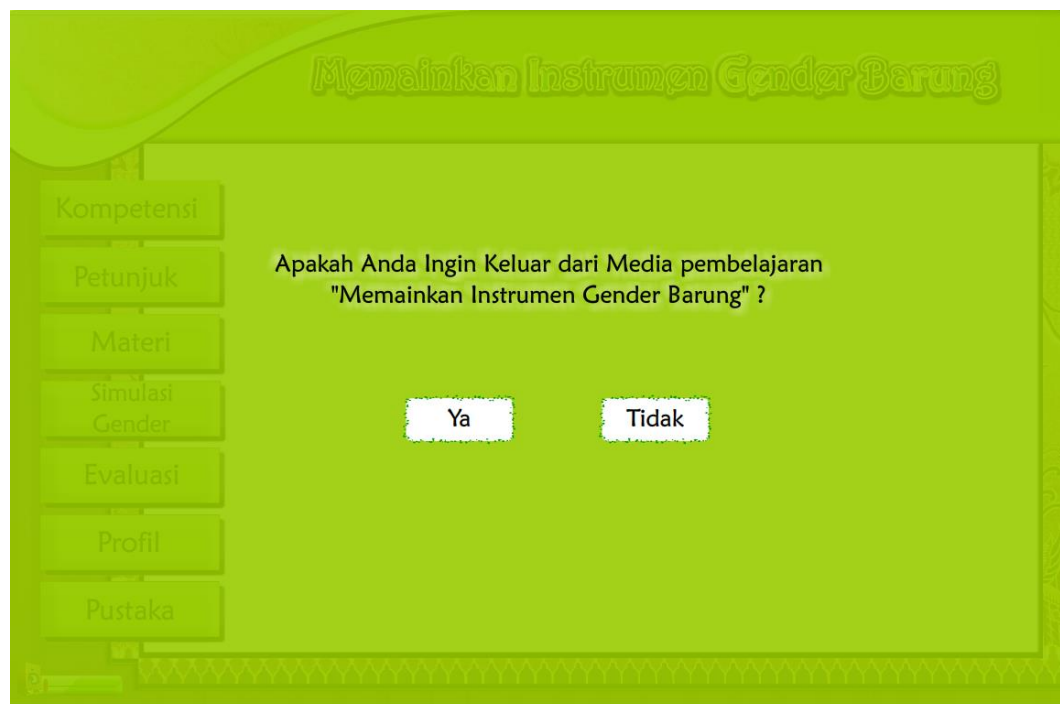 Memainkan Instrumen Gender Barung
Kompetensi
Petunjuk
Materi
Simulasi
Gender
Evaluasi
Profil
Pustaka
Apakah Anda Ingin Keluar dari Media pembelajaran
"Memainkan Instrumen Gender Barung" ?
Ya
Tidak